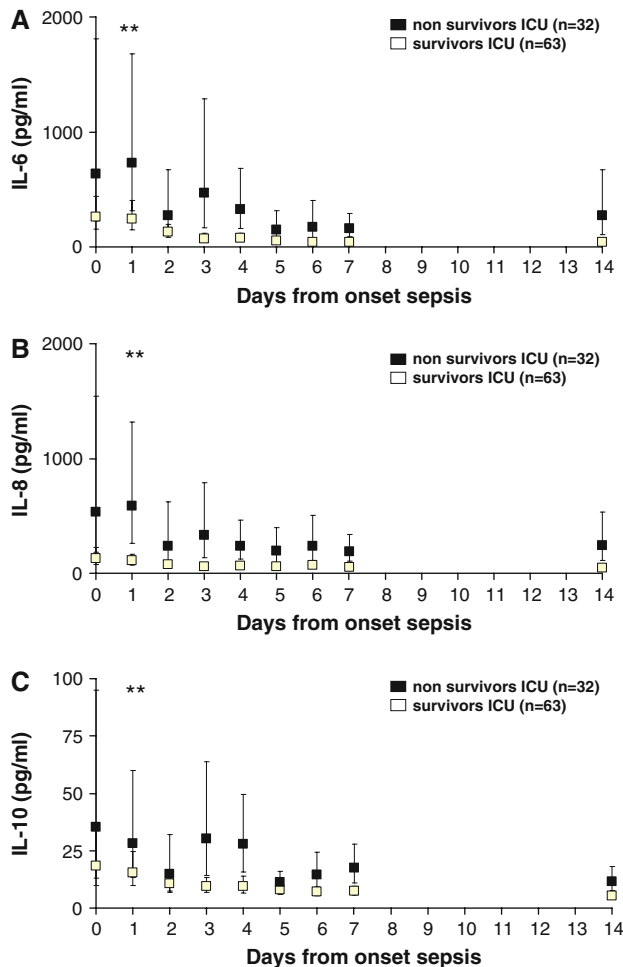 A
**
non survivors ICU (n=32)
survivors ICU (n=63)
IL-6 (pg/ml)
2000
1000
0
0 1 2 3 4 5 6 7 8 9 10 11 12 13 14
Days from onset sepsis
B
**
non survivors ICU (n=32)
survivors ICU (n=63)
IL-8 (pg/ml)
2000
1000
0
0 1 2 3 4 5 6 7 8 9 10 11 12 13 14
Days from onset sepsis
C
**
non survivors ICU (n=32)
survivors ICU (n=63)
IL-10 (pg/ml)
100
75
50
25
0
0 1 2 3 4 5 6 7 8 9 10 11 12 13 14
Days from onset sepsis